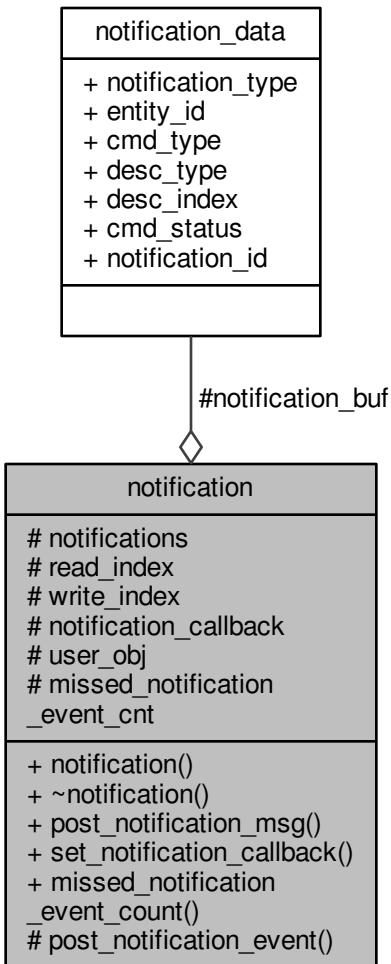 notification_data
+ notification_type
+ entity_id
+ cmd_type
+ desc_type
+ desc_index
+ cmd_status
+ notification_id
#notification_buf
notification
# notifications
# read_index
# write_index
# notification_callback
# user_obj
# missed_notification
_event_cnt
+ notification()
+ ~notification()
+ post_notification_msg()
+ set_notification_callback()
+ missed_notification
_event_count()
# post_notification_event()